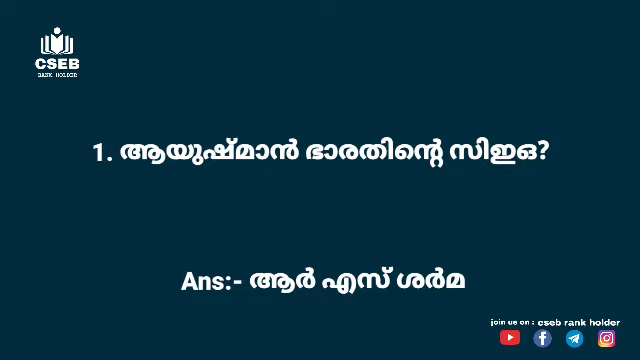 CSEB
RANK HOLDER
1. ആയുഷ്മാൻ ഭാരതിന്റെ സിഇഒ?
Ans:- ആർ എസ് ശർമ
join us on : cseb rank holder